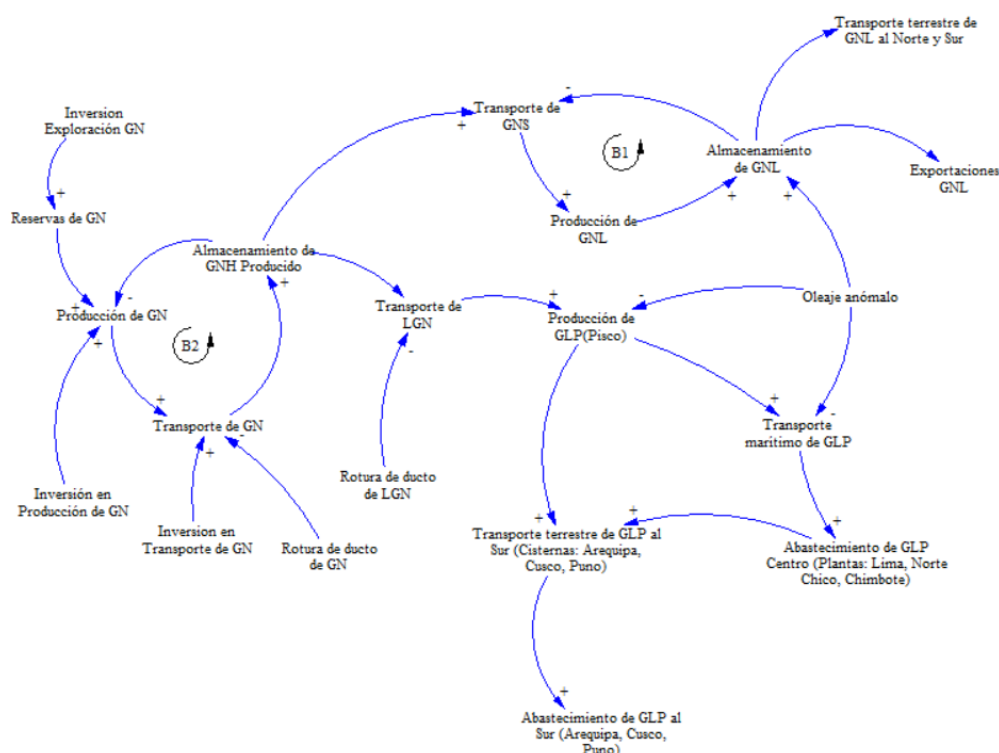 Transporte terrestre de
GNL al Norte y Sur
Inversion
Exploración GN
-
Transporte de
GNS
+
B1
Almacenamiento
de GNL
Exportaciones
GNL
+
Reservas de GN
+
+
+
Producción de
GNL
Almacenamiento de
GNH Producido
+
-
+
Producción de GN
+
B2
Transporte de
LGN
-
+
-
Producción de
GLP(Pisco)
Oleaje anómalo
+
Transporte de GN
-
+
+
-
Transporte
marítimo de GLP
Rotura de ducto
de LGN
Inversión en
Producción de GN
Inversion en
Transporte de GN
Rotura de ducto
de GN
+
+
Transporte terrestre de GLP al
Sur (Cisternas: Arequipa,
Cusco, Puno)
+
Abastecimiento de GLP
Centro (Plantas: Lima, Norte
Chico, Chimbote)
+
Abastecimiento de GLP al
Sur (Arequipa, Cusco,
Puno)